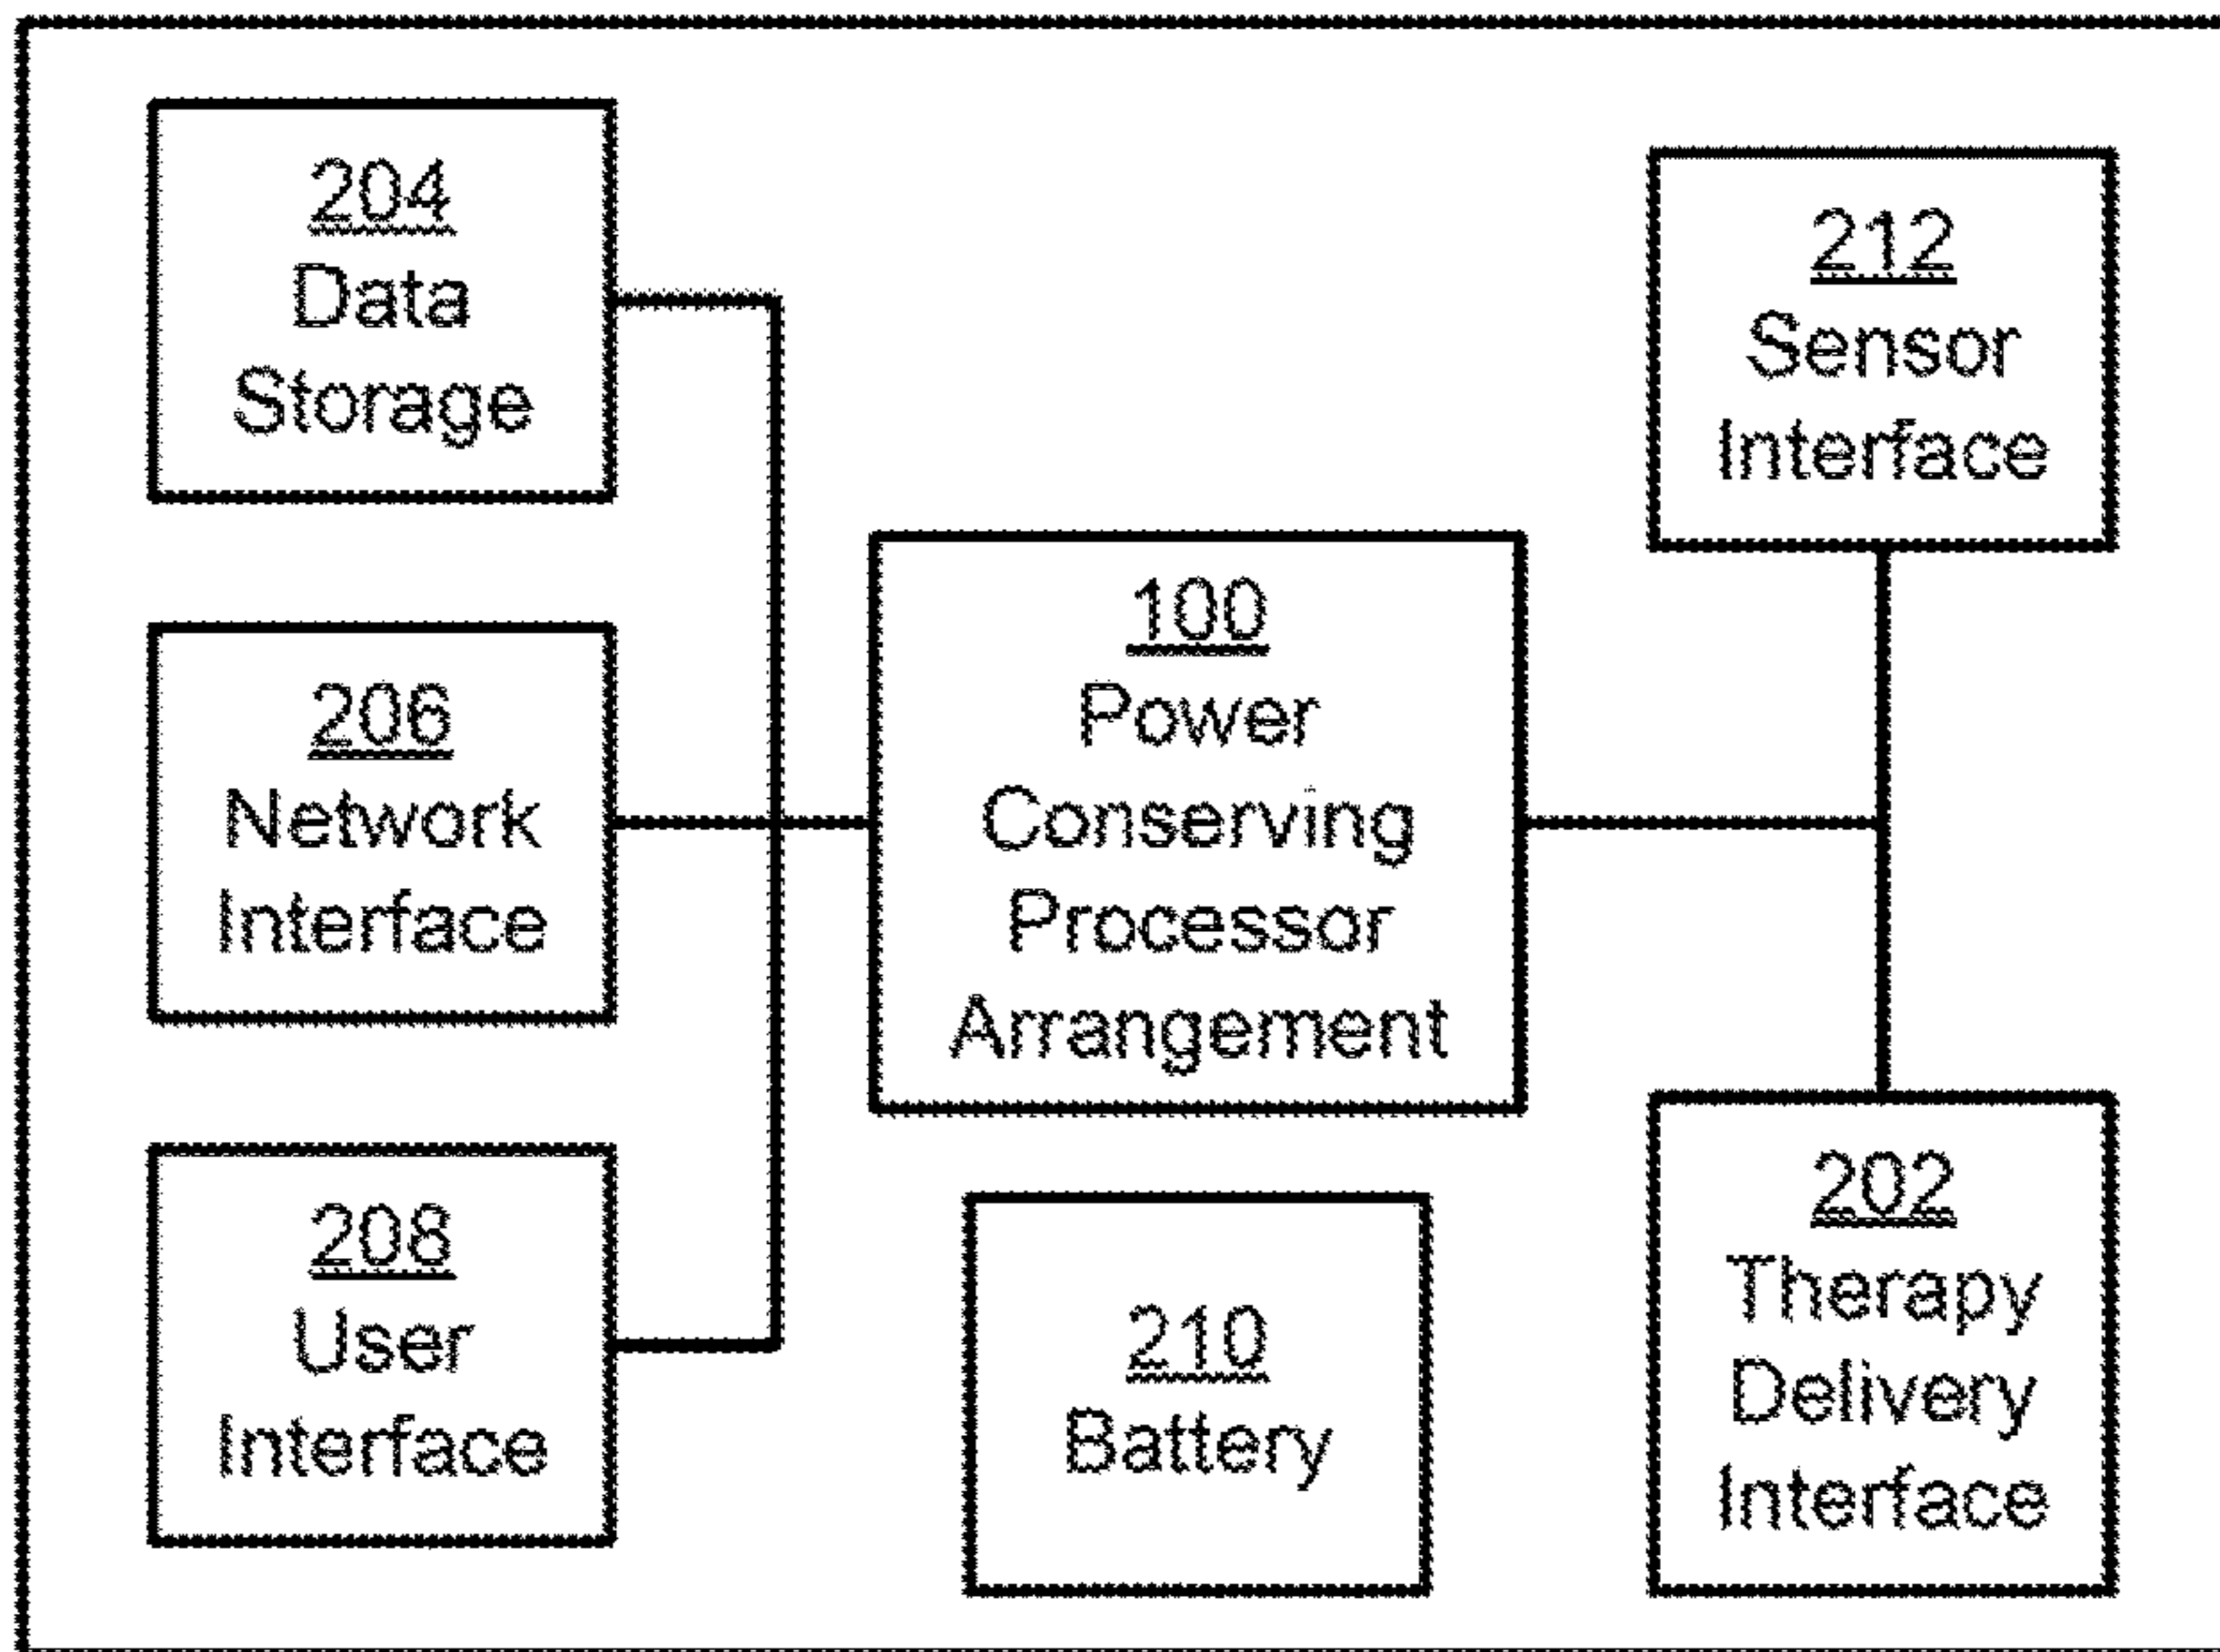 204
Data
Storage
206
Network
Interface
208
User
Interface
100
Power
Conserving
Processor
Arrangement
210
Battery
212
Sensor
Interface
202
Therapy
Delivery
Interface